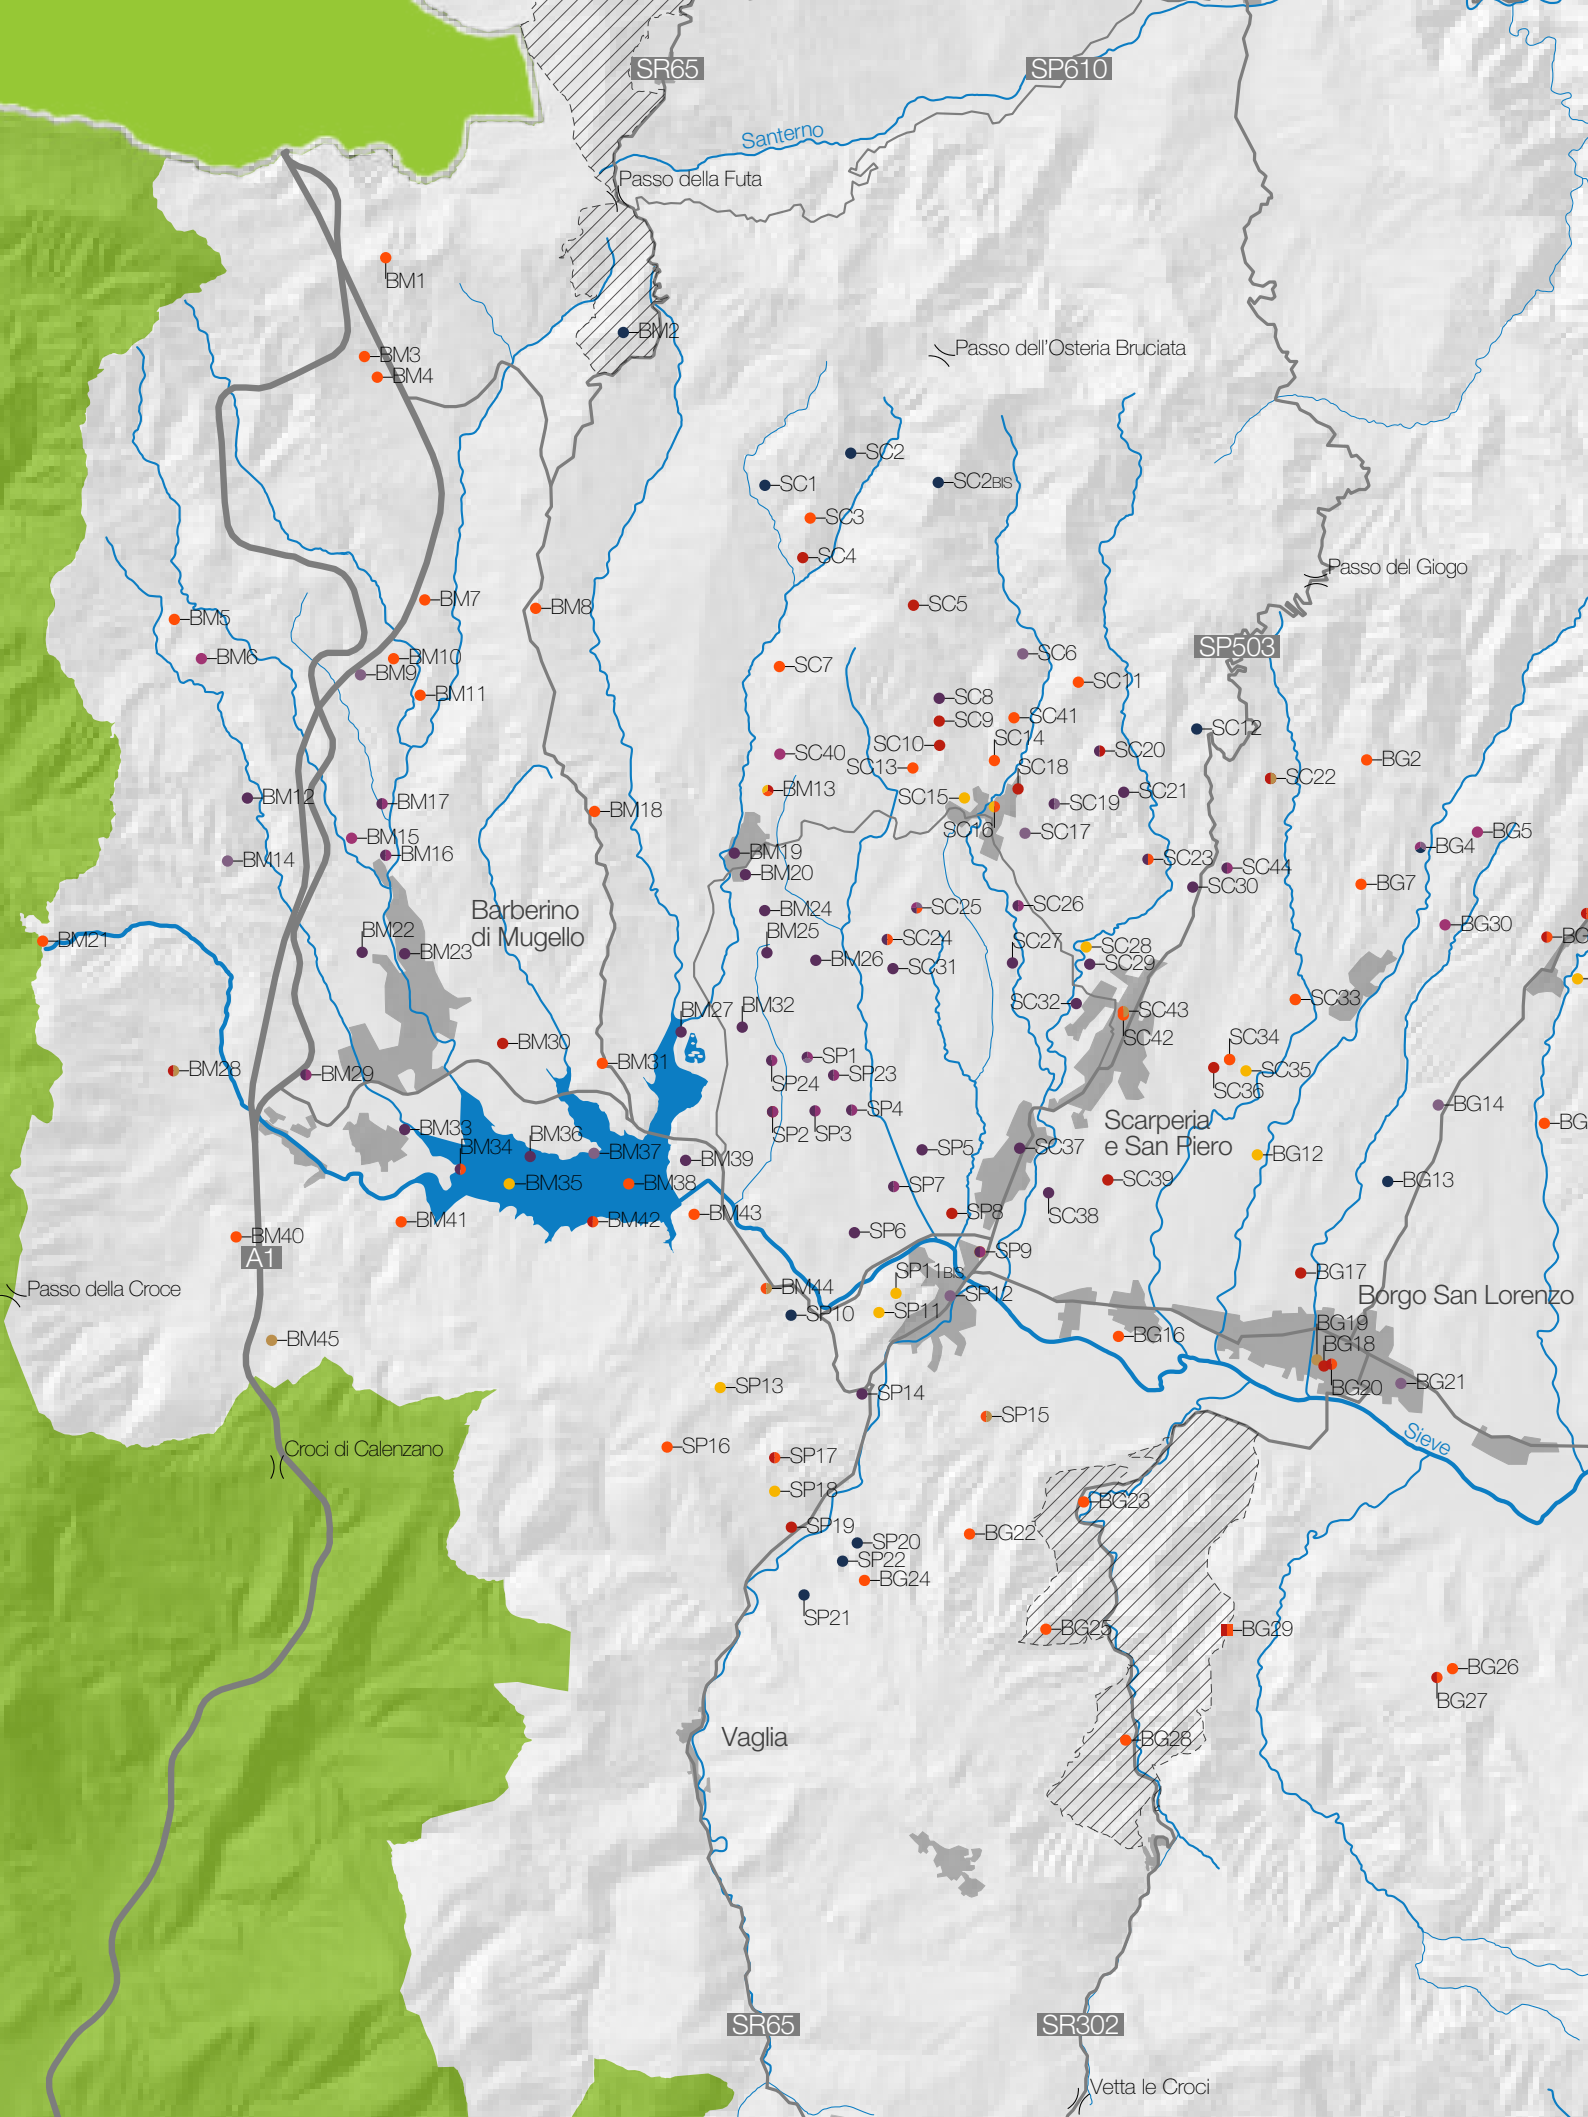 SR65
SP610
Santerno
Passo della Futa
BM1
BM2
Passo dell'Osteria Bruciata
BM3
BM4
SC2
SC1
SC2BIS
SC3
SC4
Passo del Giogo
BM7
BM8
SC5
BM5
SP503
BM6
BM10
BM9
SC6
SC7
SC11
BM11
SC8
SC9
SC41
SC12
SC10
SC14
SC40
SC20
SC13
SC18
BG2
SC22
BM13
BM12
BM17
SC15
SC19
SC21
BM18
SC16
SC17
BG5
BM15
BM16
BM14
BM19
BG4
SC23
SC44
BM20
SC30
BG7
Barberino
di Mugello
BM24
SC25
SC26
BG30
BM22
BM25
BM21
SC24
SC27
SC28
BG
BM23
BM26
SC31
SC29
SC33
BM27
BM32
SC32
SC43
SC42
SC34
BM30
BM31
SP1
BM28
BM29
SP24
SP23
SC35
SC36
SP4
BG14
Scarperia
e San Piero
BM33
BM36
SP2
SP3
BG
BM34
BM37
BM39
SP5
SC37
BG12
BM35
BM38
SP7
SC39
BG13
BM41
BM42
BM43
SP8
SC38
BM40
SP6
A1
SP9
Passo della Croce
SP11BIS
BG17
BM44
SP12
Borgo San Lorenzo
SP10
SP11
BG19
BM45
BG16
BG18
SP13
SP14
BG20
BG21
SP15
Croci di Calenzano
SP16
SP17
Sieve
SP18
BG23
SP19
BG22
SP20
SP22
BG24
SP21
BG25
BG29
BG26
BG27
Vaglia
BG28
SR65
SR302
Vetta le Croci